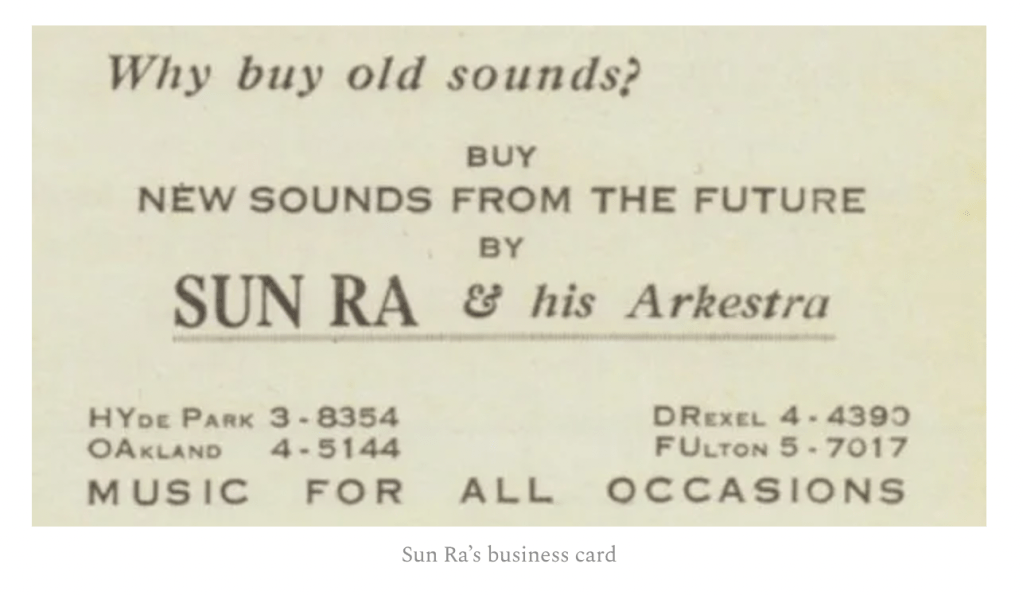 Why buy old sounds?
BUY
NEW SOUNDS FROM THE FUTURE
BY
SUN RA & his Arkestra
HYDE PARK 3-8354
DREXEL 4-4390
OAKLAND 4-5144
FULTON 5-7017
MUSIC FOR ALL OCCASIONS
Sun Ra's business card